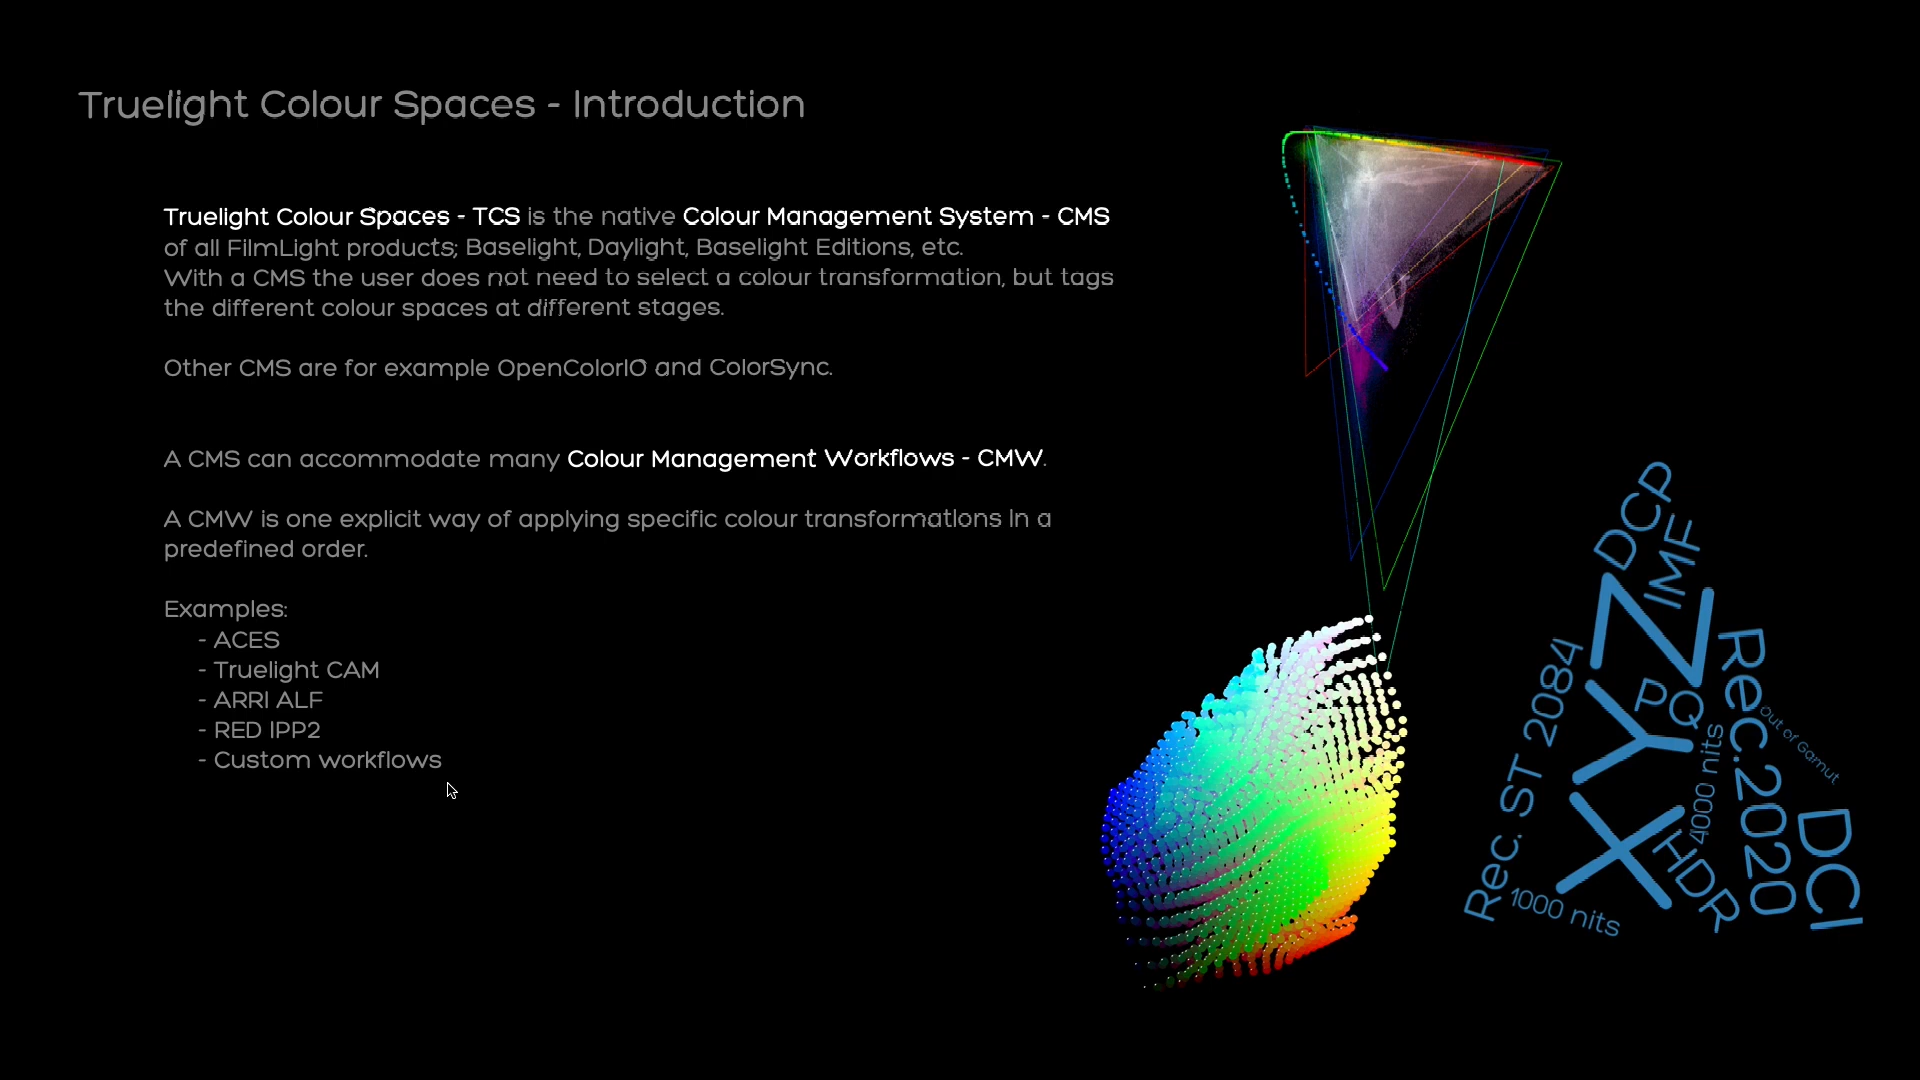 Truelight Colour Spaces - Introduction
Truelight Colour Spaces - TCS is the native Colour Management System - CMS
of all FilmLight products; Baselight, Daylight, Baselight Editions, etc.
With a CMS the user does not need to select a colour transformation, but tags
the different colour spaces at different stages.
Other CMS are for example OpenColorIO and ColorSync.
A CMS can accommodate many Colour Management Workflows - CMW.
A CMW is one explicit way of applying specific colour transformations in a
predefined order.
Examples:
- ACES
- Truelight CAM
- ARRI ALF
- RED IPP2
- Custom workflows
DCP
IMF
Z
Rec. ST 2084
PQ
Rec.2020
out of Gamut
Y
4000 nits
X
HDR
DCI
1000 nits